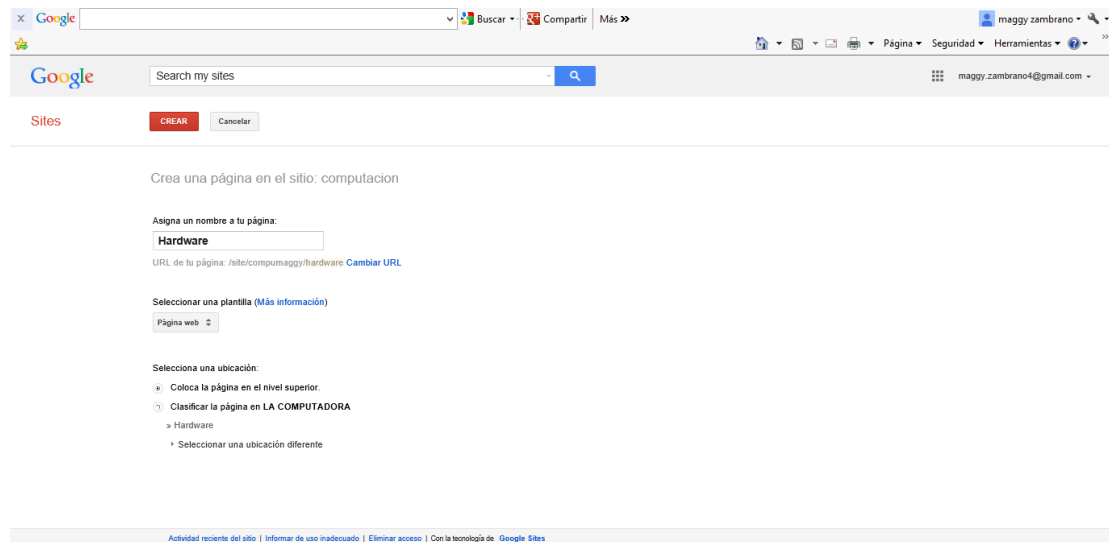 × Google Buscar Compartir Más »
maggy zambrano
Página Seguridad Herramientas »
Google Search my sites maggy.zambrano4@gmail.com
Sites CREAR Cancelar
Crea una página en el sitio: computacion
Asigna un nombre a tu página:
Hardware
URL de tu página: /site/compumaggy/hardware Cambiar URL
Seleccionar una plantilla (Más información)
Página web
Selecciona una ubicación:
Coloca la página en el nivel superior.
Clasificar la página en LA COMPUTADORA
» Hardware
Seleccionar una ubicación diferente
Actividad reciente del sitio | Informar de uso inadecuado | Eliminar acceso | Con la tecnología de Google Sites